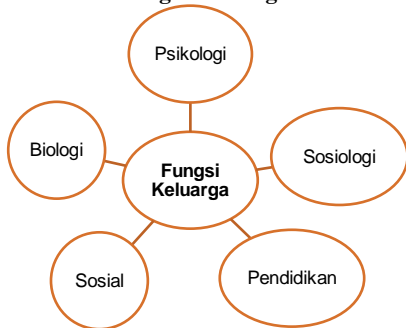 Psikologi
Biologi
Fungsi
Keluarga
Sosiologi
Sosial
Pendidikan